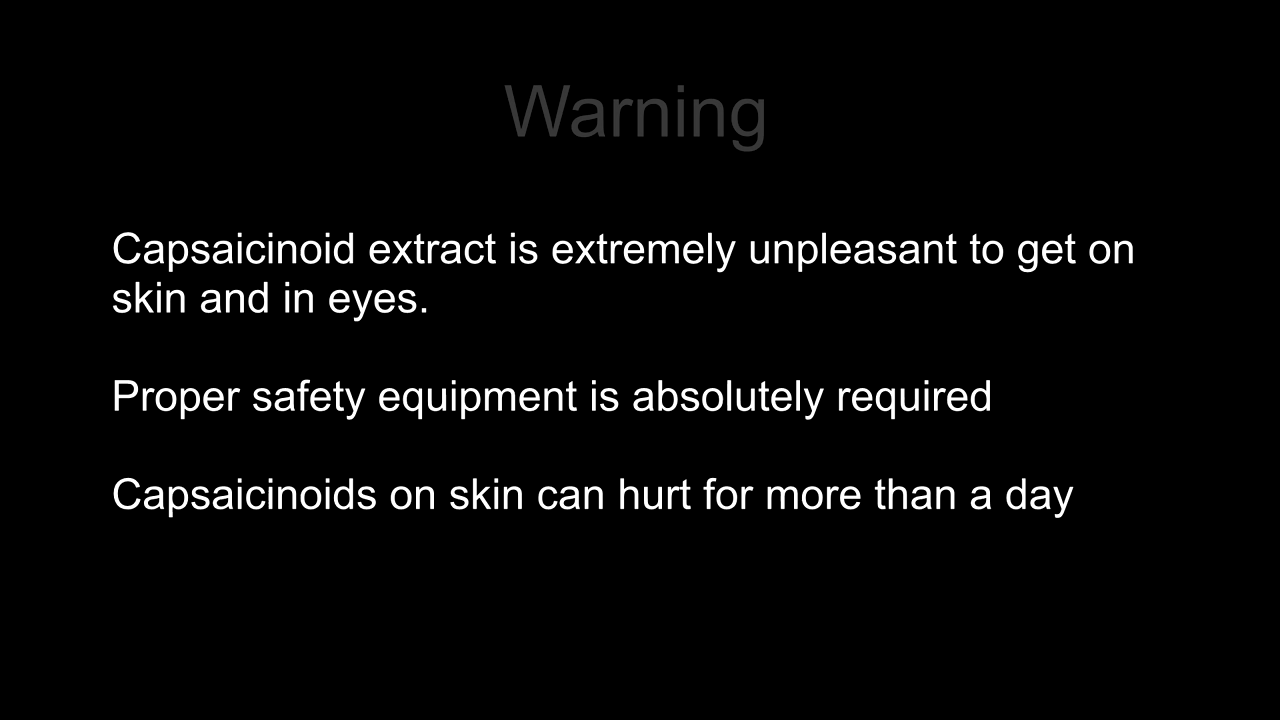 Warning
Capsaicinoid extract is extremely unpleasant to get on
skin and in eyes.
Proper safety equipment is absolutely required
Capsaicinoids on skin can hurt for more than a day